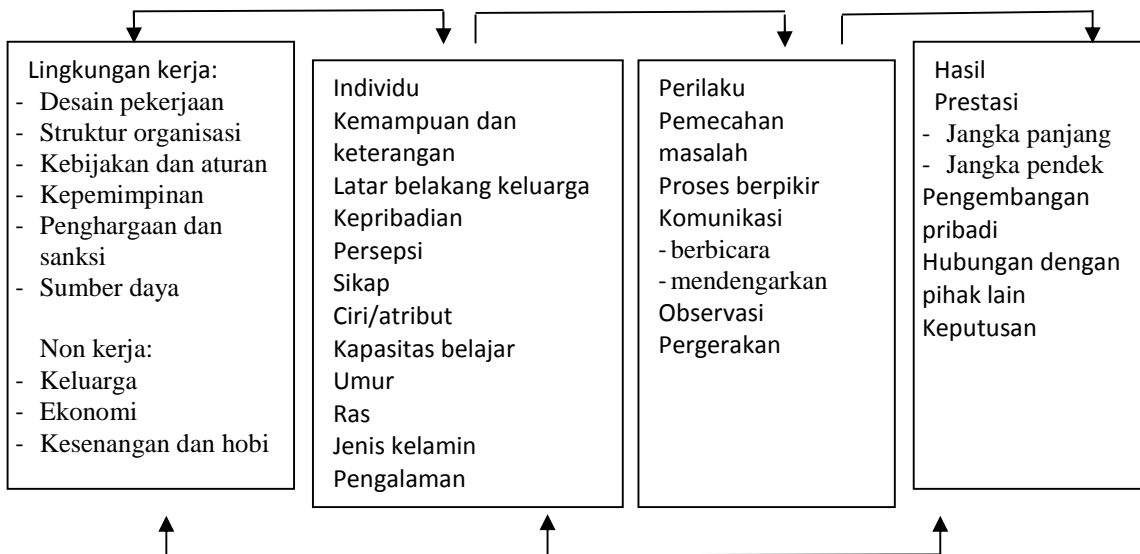 Lingkungan kerja:
- Desain pekerjaan
- Struktur organisasi
- Kebijakan dan aturan
- Kepemimpinan
- Penghargaan dan
sanksi
- Sumber daya
Non kerja:
- Keluarga
- Ekonomi
- Kesenangan dan hobi
Individu
Kemampuan dan
keterangan
Latar belakang keluarga
Kepribadian
Persepsi
Sikap
Ciri/atribut
Kapasitas belajar
Umur
Ras
Jenis kelamin
Pengalaman
Perilaku
Pemecahan
masalah
Proses berpikir
Komunikasi
- berbicara
- mendengarkan
Observasi
Pergerakan
Hasil
Prestasi
- Jangka panjang
- Jangka pendek
Pengembangan
pribadi
Hubungan dengan
pihak lain
Keputusan